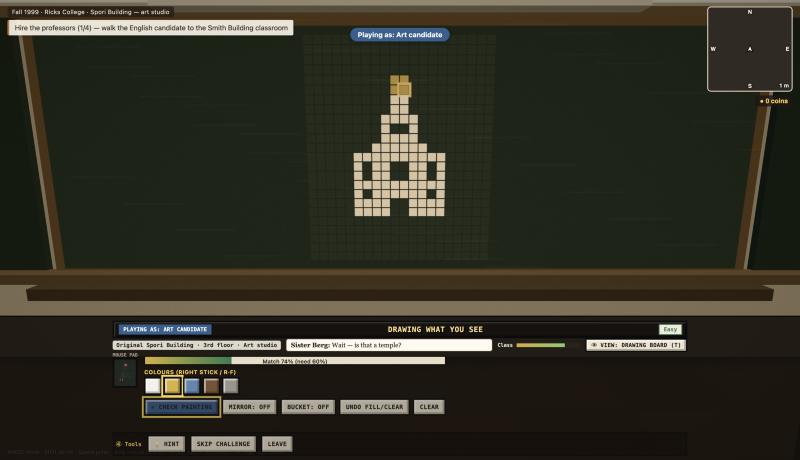 Fall 1999 · Ricks College · Spori Building — art studio
Hire the professors (1/4) — walk the English candidate to the Smith Building classroom
Playing as: Art candidate
N
W A E
S 1 m
● 0 coins
PLAYING AS: ART CANDIDATE
DRAWING WHAT YOU SEE
Easy
Original Spori Building · 3rd floor · Art studio
Sister Berg: Wait — is that a temple?
Class
VIEW: DRAWING BOARD (T)
MOUSE PAD
Match 74% (need 60%)
COLOURS (RIGHT STICK / R-F)
CHECK PAINTING
MIRROR: OFF
BUCKET: OFF
UNDO FILL/CLEAR
CLEAR
Tools
HINT
SKIP CHALLENGE
LEAVE